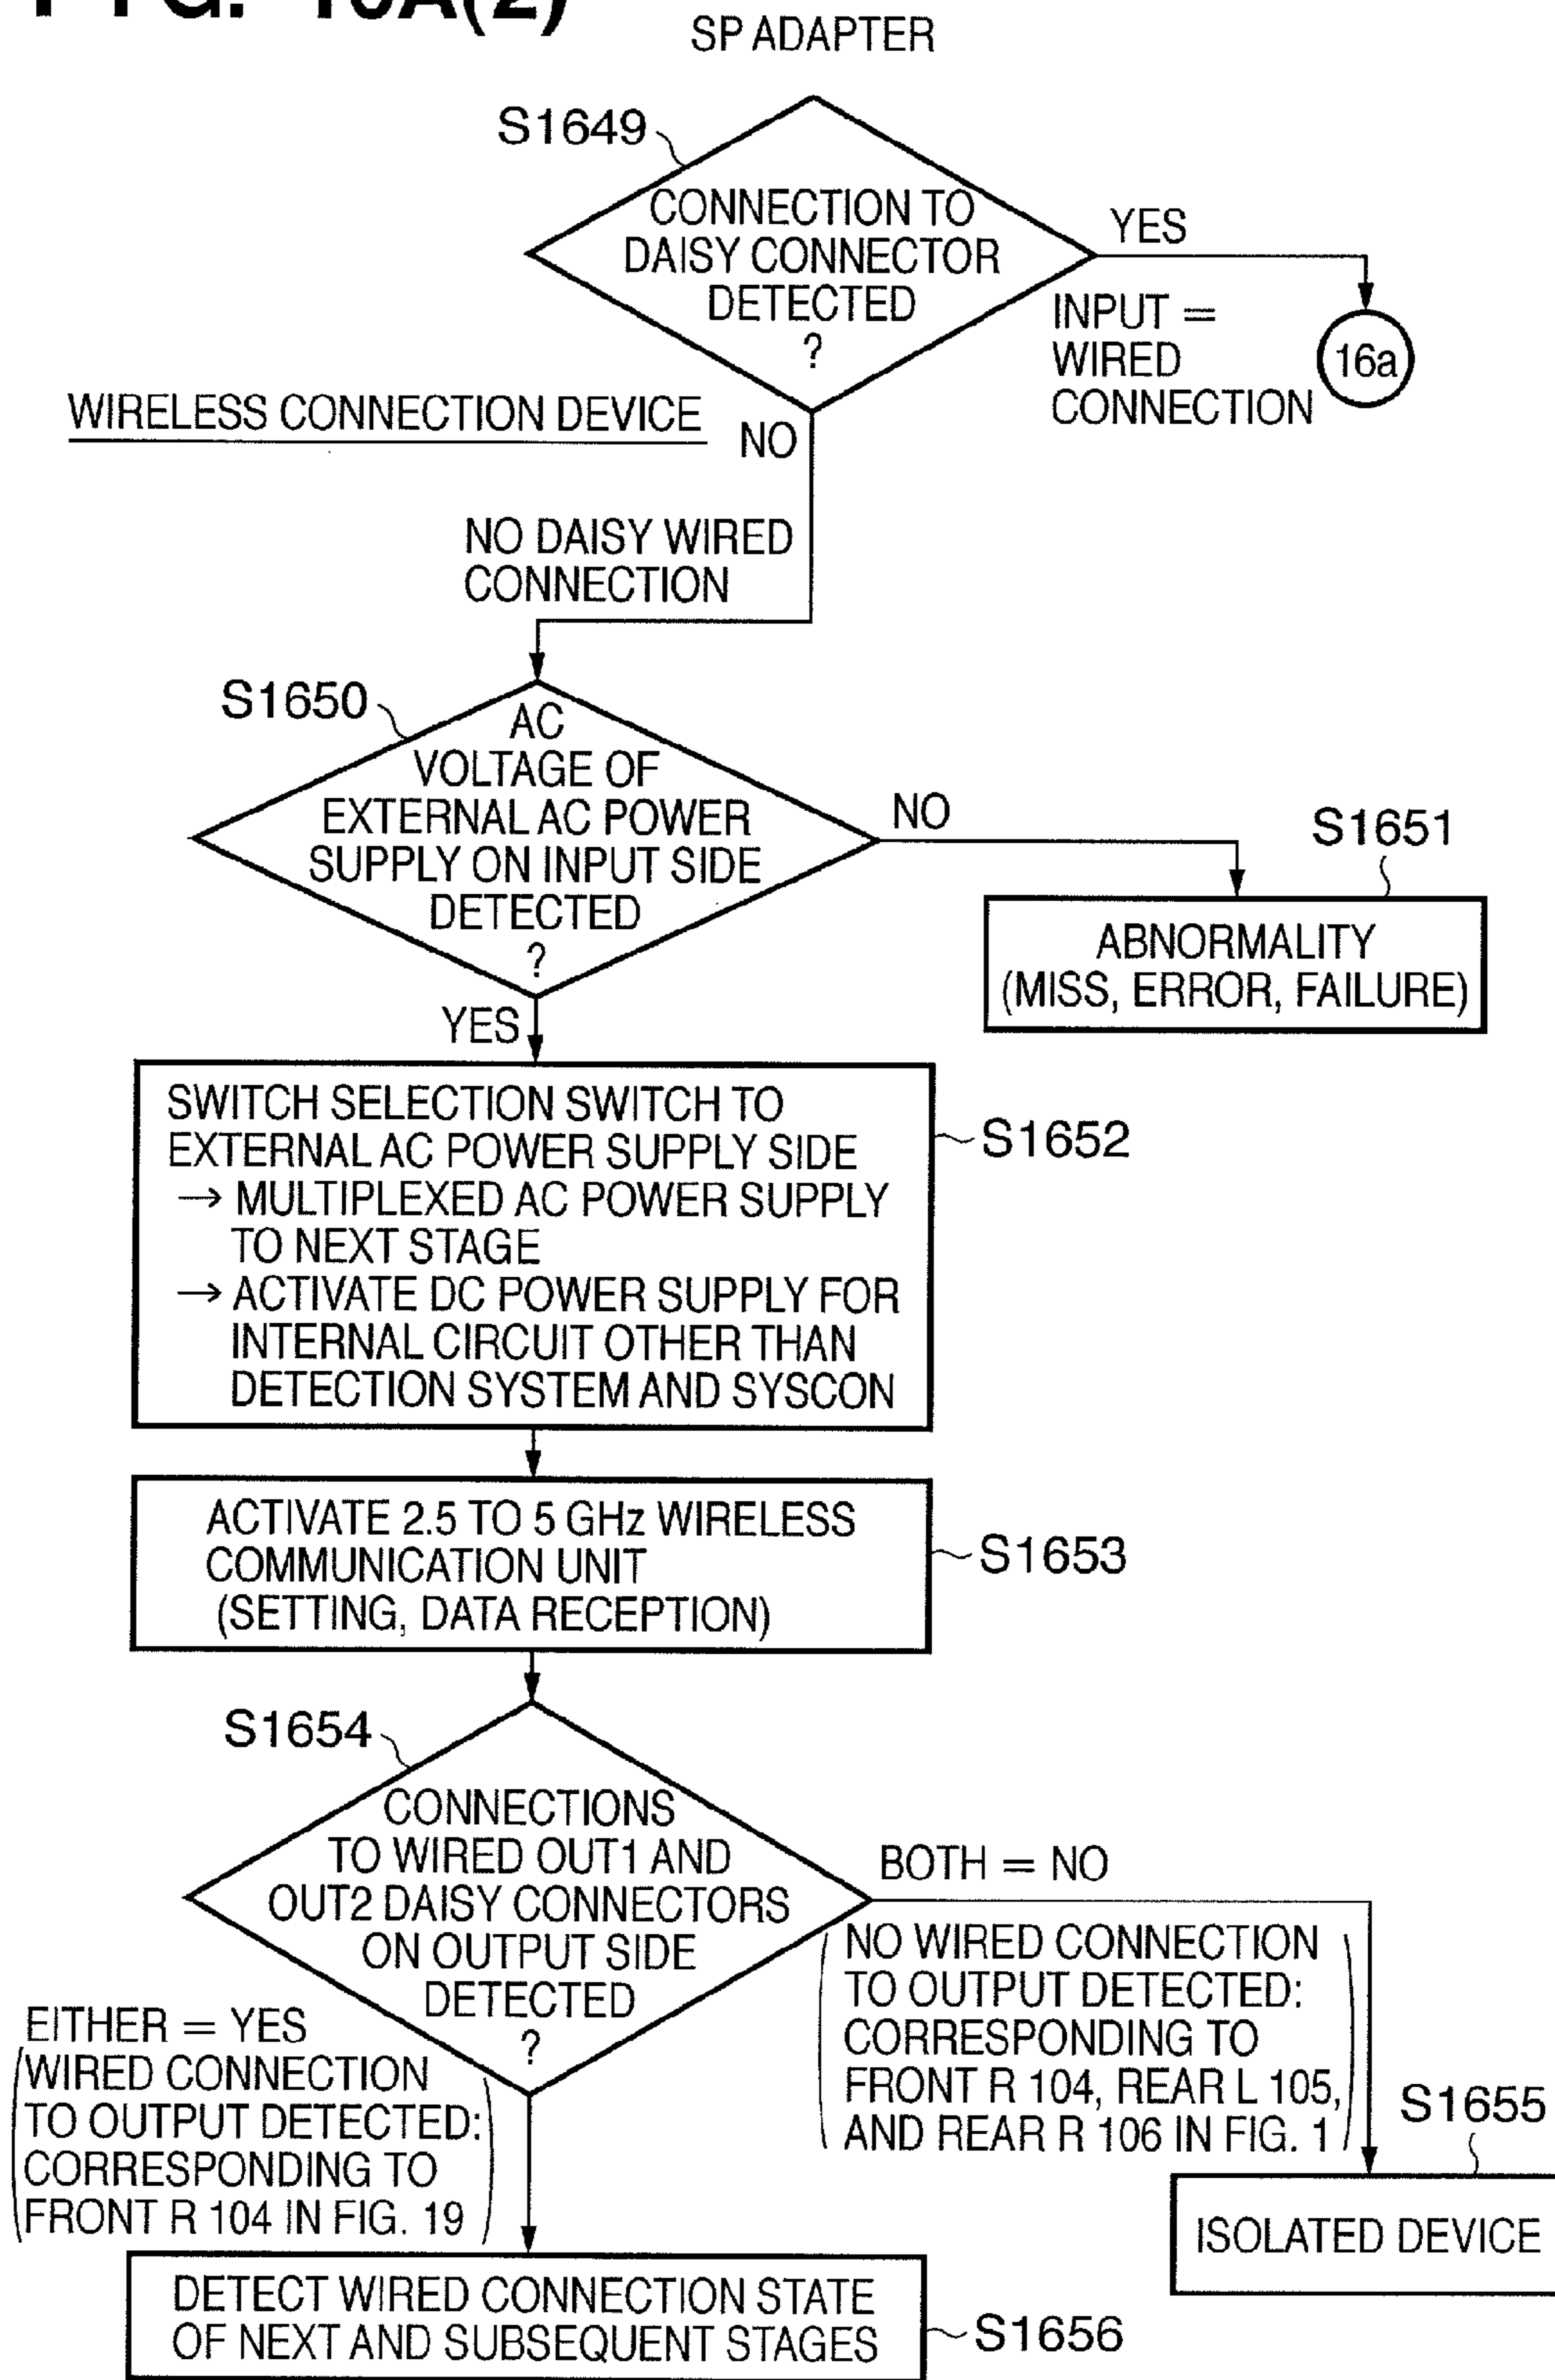 SP ADAPTER
S1649
CONNECTION TO
DAISY CONNECTOR
DETECTED
?
YES
INPUT =
WIRED
CONNECTION
16a
WIRELESS CONNECTION DEVICE
NO
NO DAISY WIRED
CONNECTION
S1650
AC
VOLTAGE OF
EXTERNAL AC POWER
SUPPLY ON INPUT SIDE
DETECTED
?
NO
S1651
ABNORMALITY
(MISS, ERROR, FAILURE)
YES
SWITCH SELECTION SWITCH TO
EXTERNAL AC POWER SUPPLY SIDE
→ MULTIPLEXED AC POWER SUPPLY
TO NEXT STAGE
→ ACTIVATE DC POWER SUPPLY FOR
INTERNAL CIRCUIT OTHER THAN
DETECTION SYSTEM AND SYSCON
S1652
ACTIVATE 2.5 TO 5 GHz WIRELESS
COMMUNICATION UNIT
(SETTING, DATA RECEPTION)
S1653
S1654
CONNECTIONS
TO WIRED OUT1 AND
OUT2 DAISY CONNECTORS
ON OUTPUT SIDE
DETECTED
?
BOTH = NO
(NO WIRED CONNECTION
TO OUTPUT DETECTED:
CORRESPONDING TO
FRONT R 104, REAR L 105,
AND REAR R 106 IN FIG. 1)
S1655
ISOLATED DEVICE
EITHER = YES
(WIRED CONNECTION
TO OUTPUT DETECTED:
CORRESPONDING TO
FRONT R 104 IN FIG. 19)
DETECT WIRED CONNECTION STATE
OF NEXT AND SUBSEQUENT STAGES
S1656